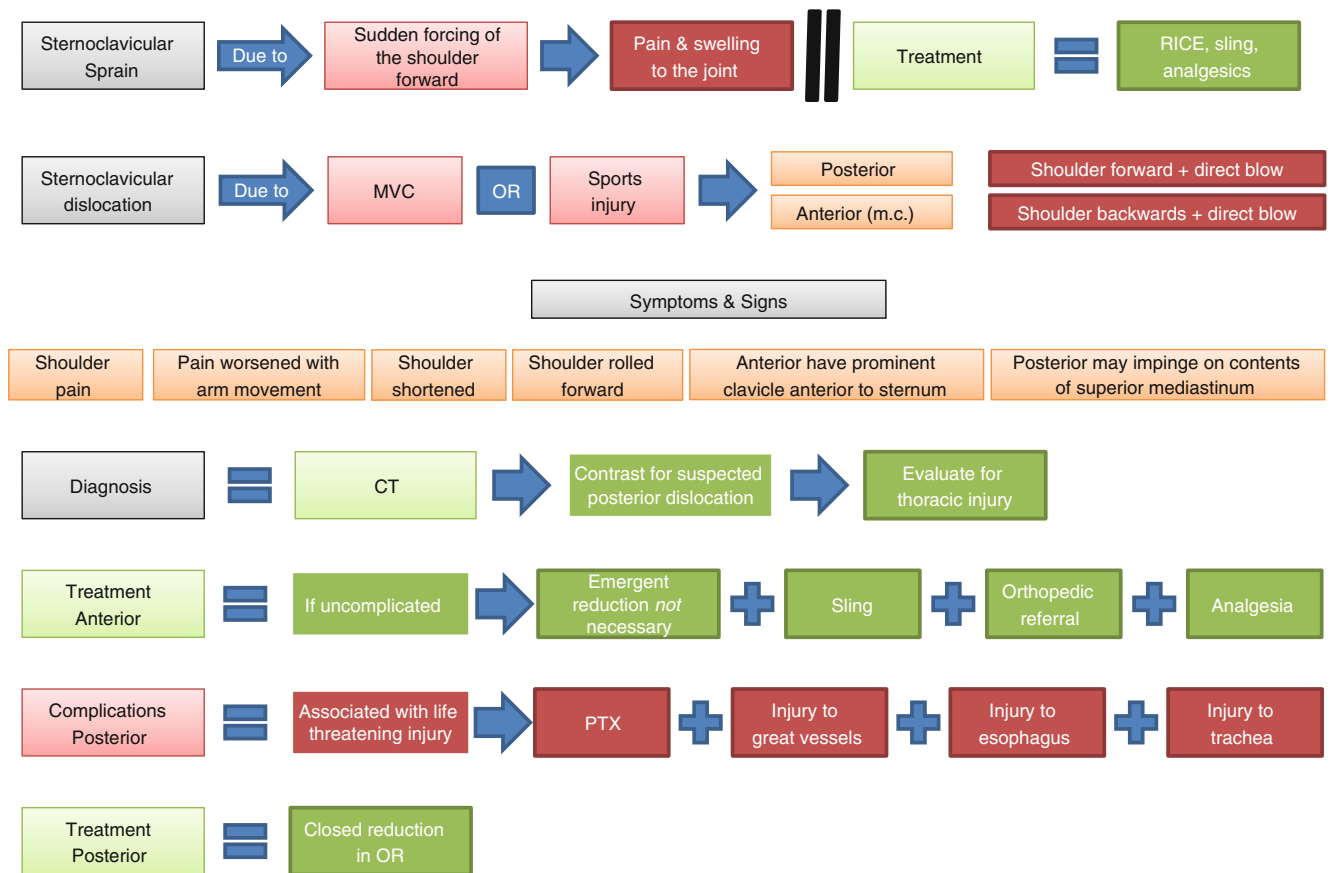 Sternoclavicular
Sprain
Due to
Sudden forcing of
the shoulder
forward
Pain & swelling
to the joint
Treatment
RICE, sling,
analgesics
Sternoclavicular
dislocation
Due to
MVC
OR
Sports
injury
Posterior
Shoulder forward + direct blow
Anterior (m.c.)
Shoulder backwards + direct blow
Symptoms & Signs
Shoulder
pain
Pain worsened with
arm movement
Shoulder
shortened
Shoulder rolled
forward
Anterior have prominent
clavicle anterior to sternum
Posterior may impinge on contents
of superior mediastinum
Diagnosis
CT
Contrast for suspected
posterior dislocation
Evaluate for
thoracic injury
Treatment
Anterior
If uncomplicated
Emergent
reduction not
necessary
Sling
Orthopedic
referral
Analgesia
Complications
Posterior
Associated with life
threatening injury
PTX
Injury to
great vessels
Injury to
esophagus
Injury to
trachea
Treatment
Posterior
Closed reduction
in OR